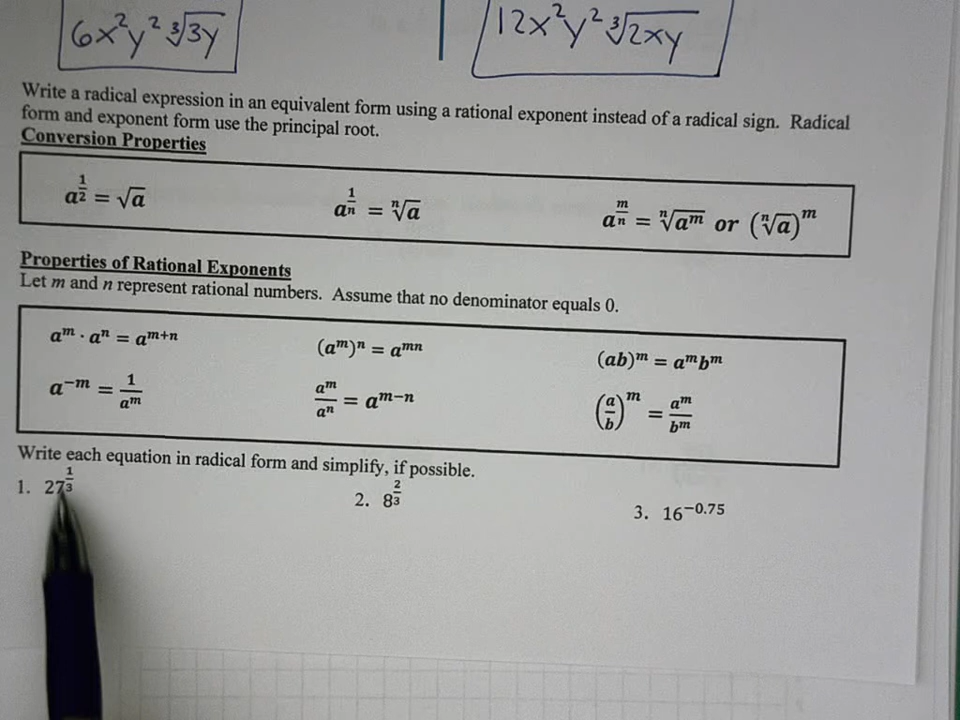 6x²y² ∛3y
12x²y² ∛2xy
Write a radical expression in an equivalent form using a rational exponent instead of a radical sign. Radical
form and exponent form use the principal root.
Conversion Properties
a^(1/2) = √a
a^(1/n) = ⁿ√a
a^(m/n) = ⁿ√(a^m) or (ⁿ√a)^m
Properties of Rational Exponents
Let m and n represent rational numbers. Assume that no denominator equals 0.
a^m · a^n = a^(m+n)
(a^m)^n = a^(mn)
(ab)^m = a^m b^m
a^(-m) = 1/a^m
a^m/a^n = a^(m-n)
(a/b)^m = a^m/b^m
Write each equation in radical form and simplify, if possible.
1. 27^(1/3)
2. 8^(2/3)
3. 16^(-0.75)